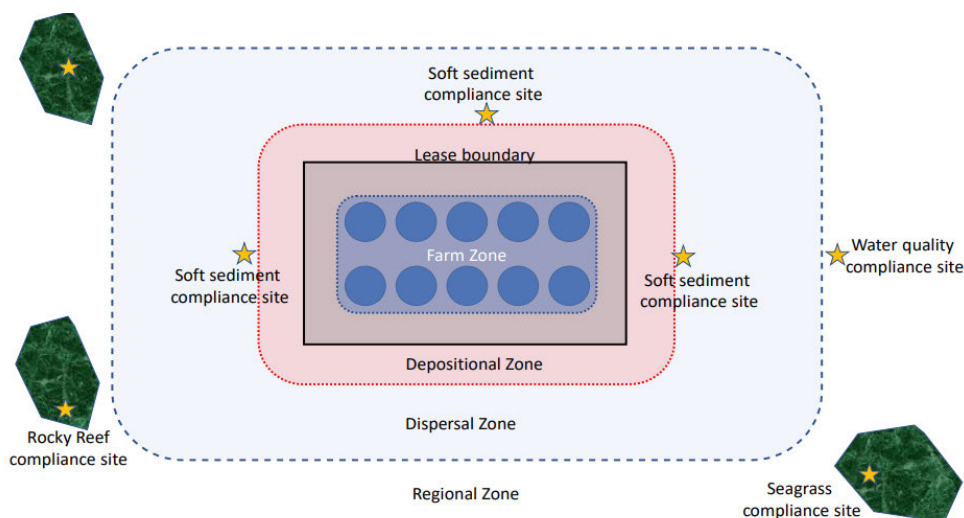 Soft sediment
compliance site
Lease boundary
Farm Zone
Soft sediment
compliance site
Soft sediment
compliance site
Water quality
compliance site
Depositional Zone
Dispersal Zone
Rocky Reef
compliance site
Regional Zone
Seagrass
compliance site